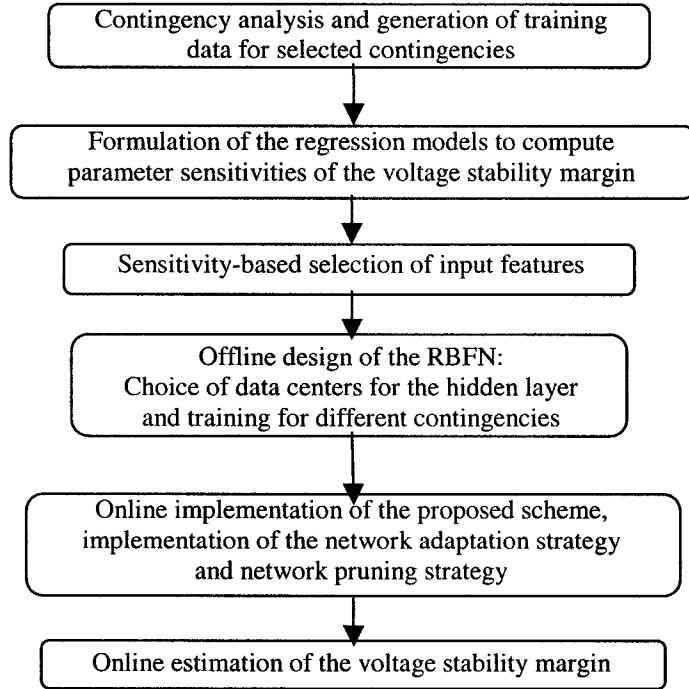 Contingency analysis and generation of training
data for selected contingencies
Formulation of the regression models to compute
parameter sensitivities of the voltage stability margin
Sensitivity-based selection of input features
Offline design of the RBFN:
Choice of data centers for the hidden layer
and training for different contingencies
Online implementation of the proposed scheme,
implementation of the network adaptation strategy
and network pruning strategy
Online estimation of the voltage stability margin